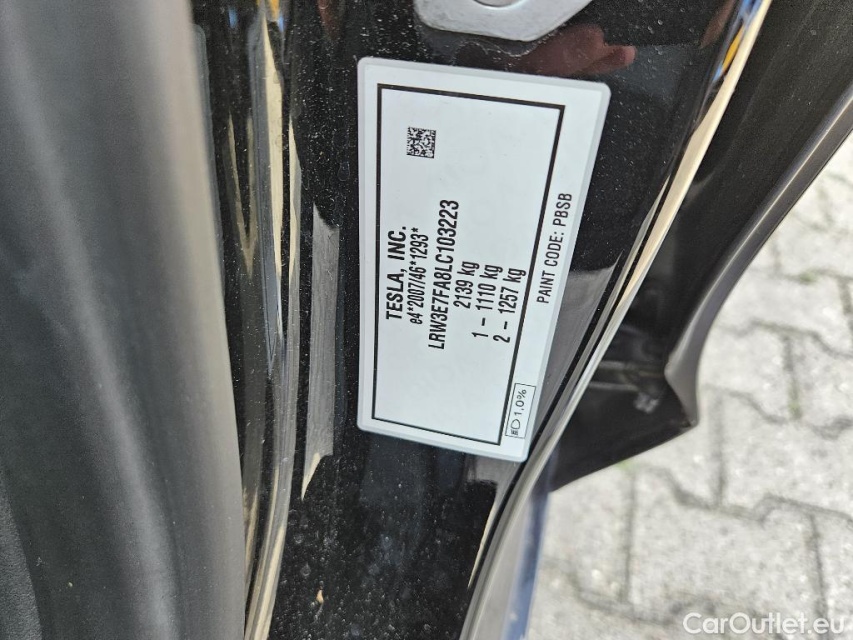 TESLA, INC.
e4*2007/46*1293*
LRW3E7FA8LC103223
2139 kg
1 - 1110 kg
2 - 1257 kg
PAINT CODE: PBSB
1,0%
CarOutlet.eu